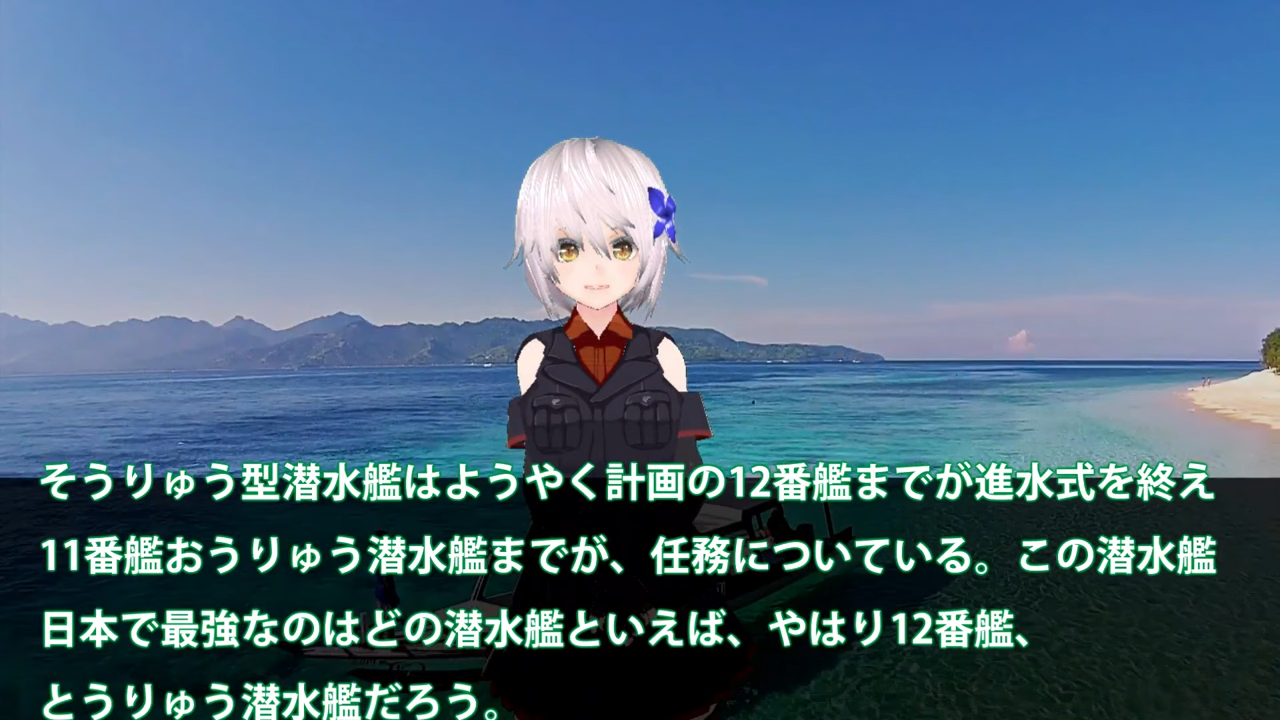 そうりゅう型潜水艦はようやく計画の12番艦までが進水式を終え
11番艦おうりゅう潜水艦までが、任務についている。この潜水艦
日本で最強なのはどの潜水艦といえば、やはり12番艦、
とうりゅう潜水艦だろう。